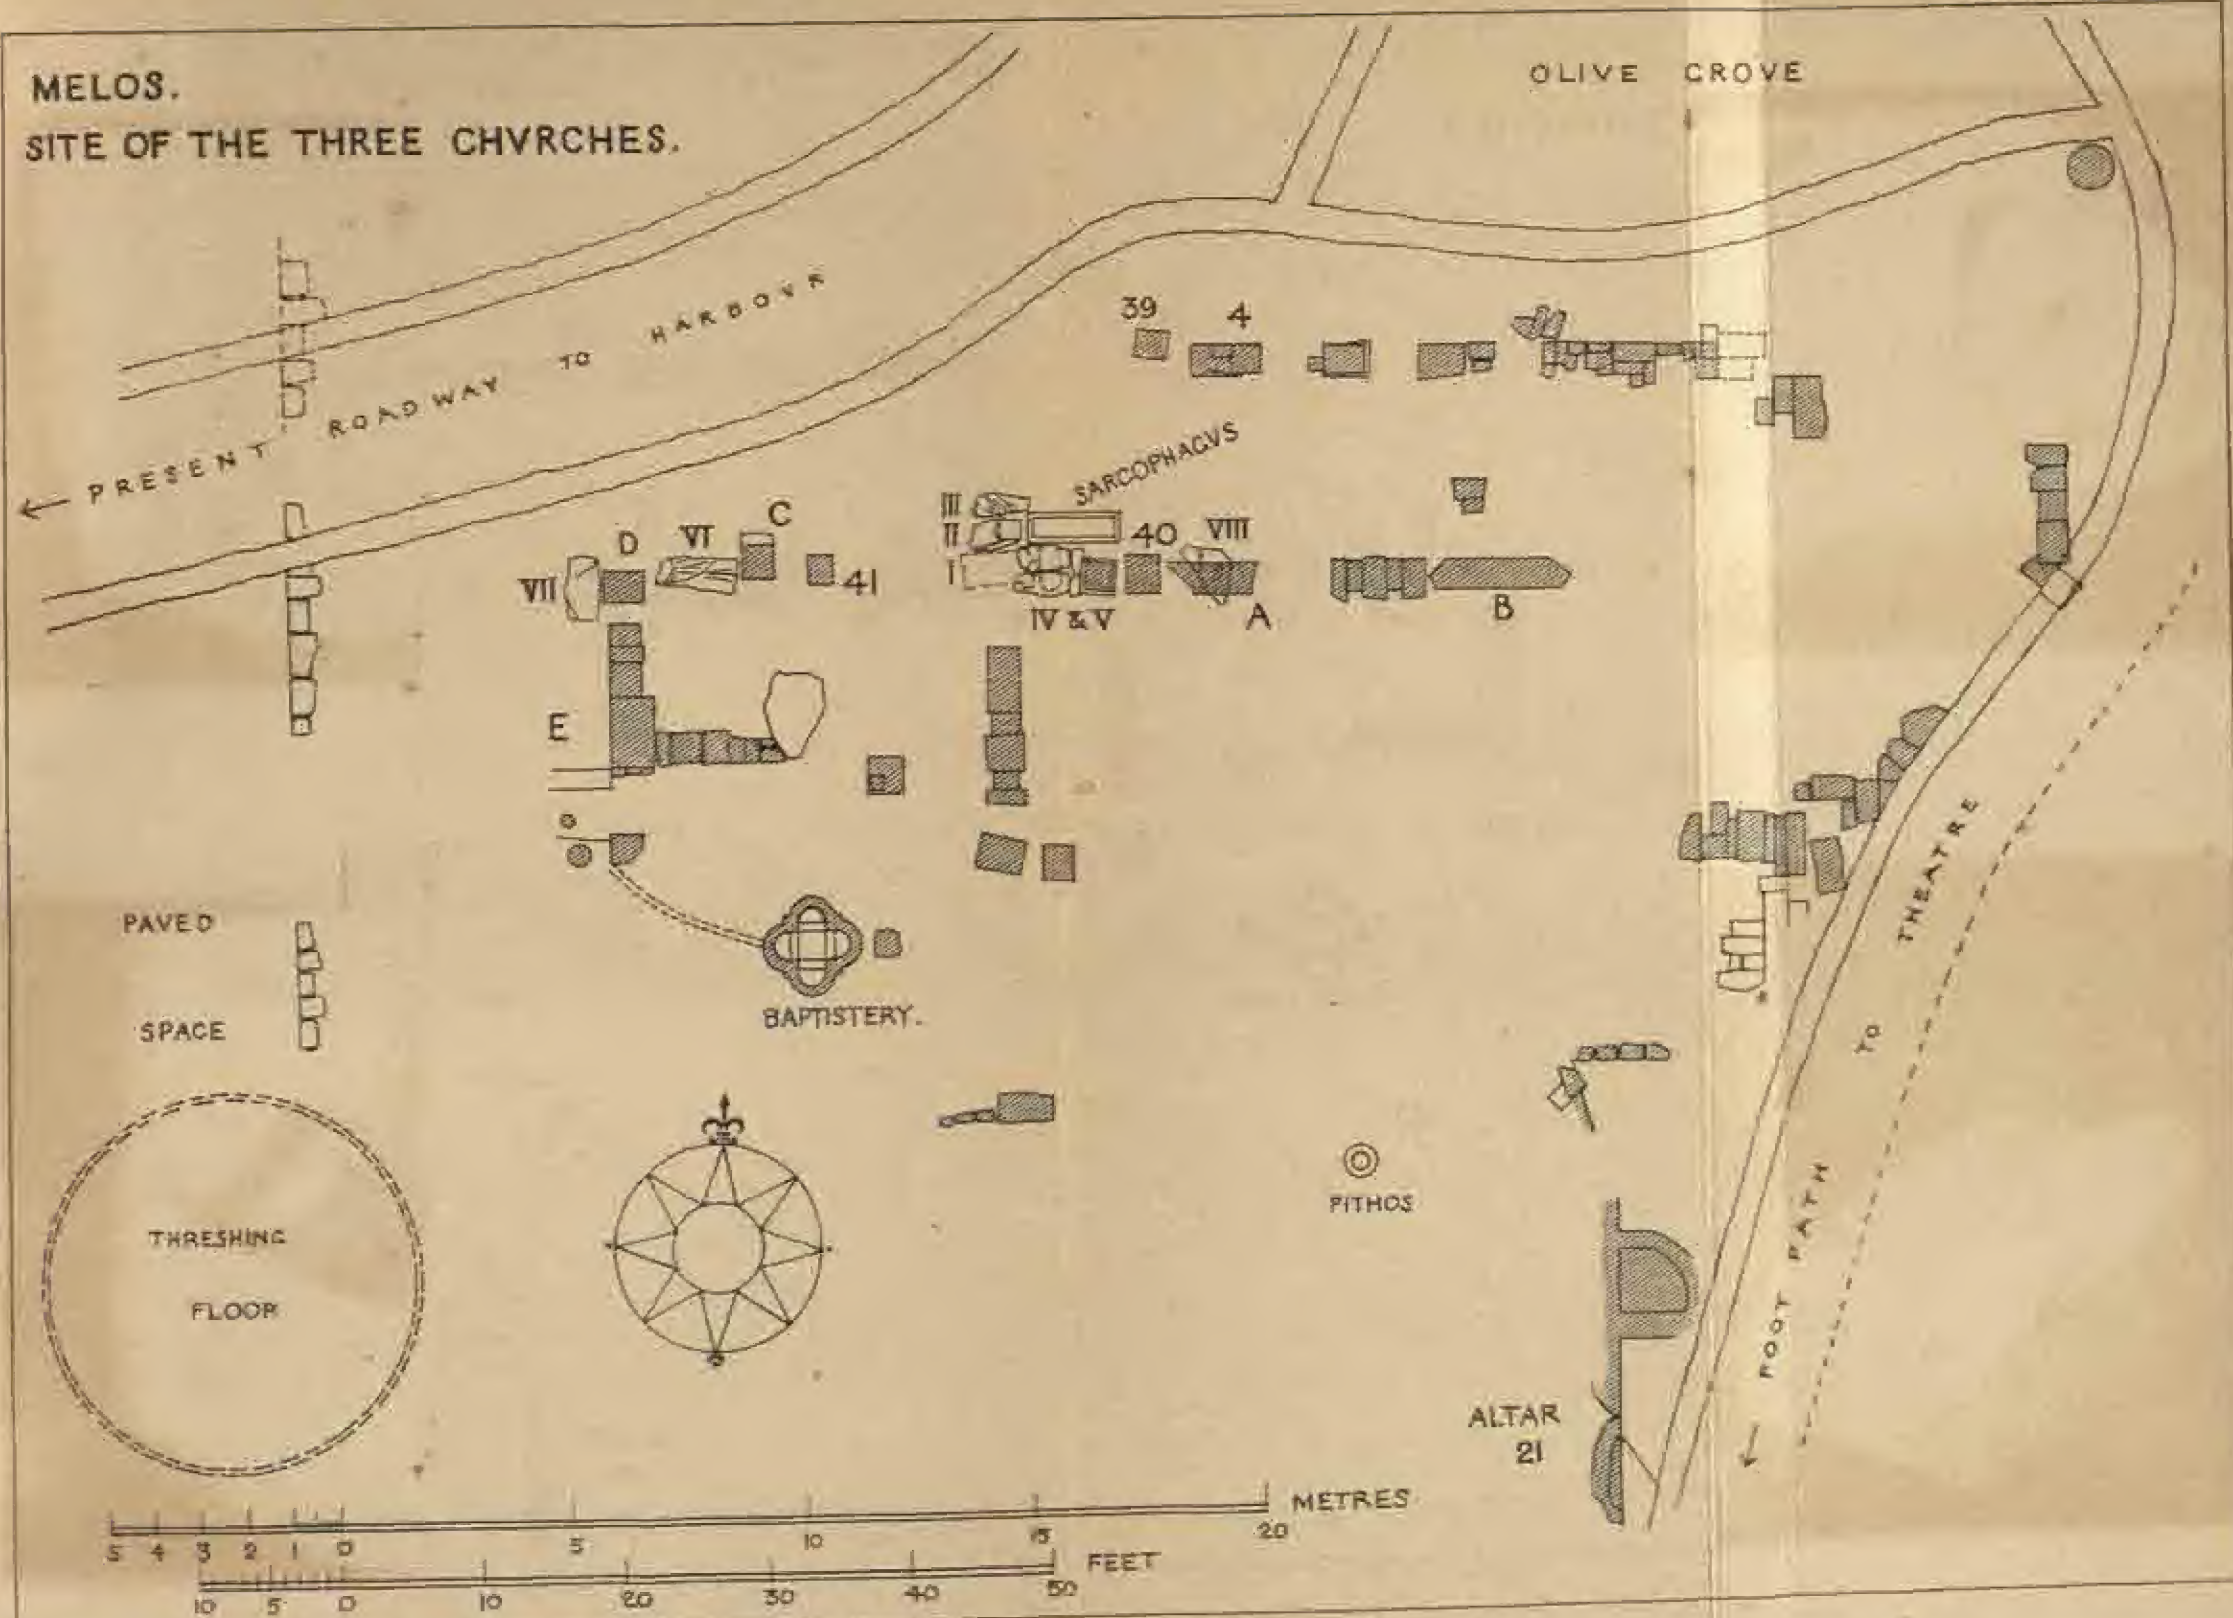 MELOS.
SITE OF THE THREE CHVRCHES.
OLIVE GROVE
← PRESENT ROADWAY TO HARBOVR
39
4
SARCOPHAGVS
III
II
I
40
VIII
IV & V
A
B
C
D
VI
VII
41
E
PAVED
SPACE
BAPTISTERY.
H
THRESHING
FLOOR
PITHOS
ALTAR
21
← FOOT PATH TO THEATRE
METRES
5 4 3 2 1 0 5 10 15 20
FEET
10 5 0 10 20 30 40 50